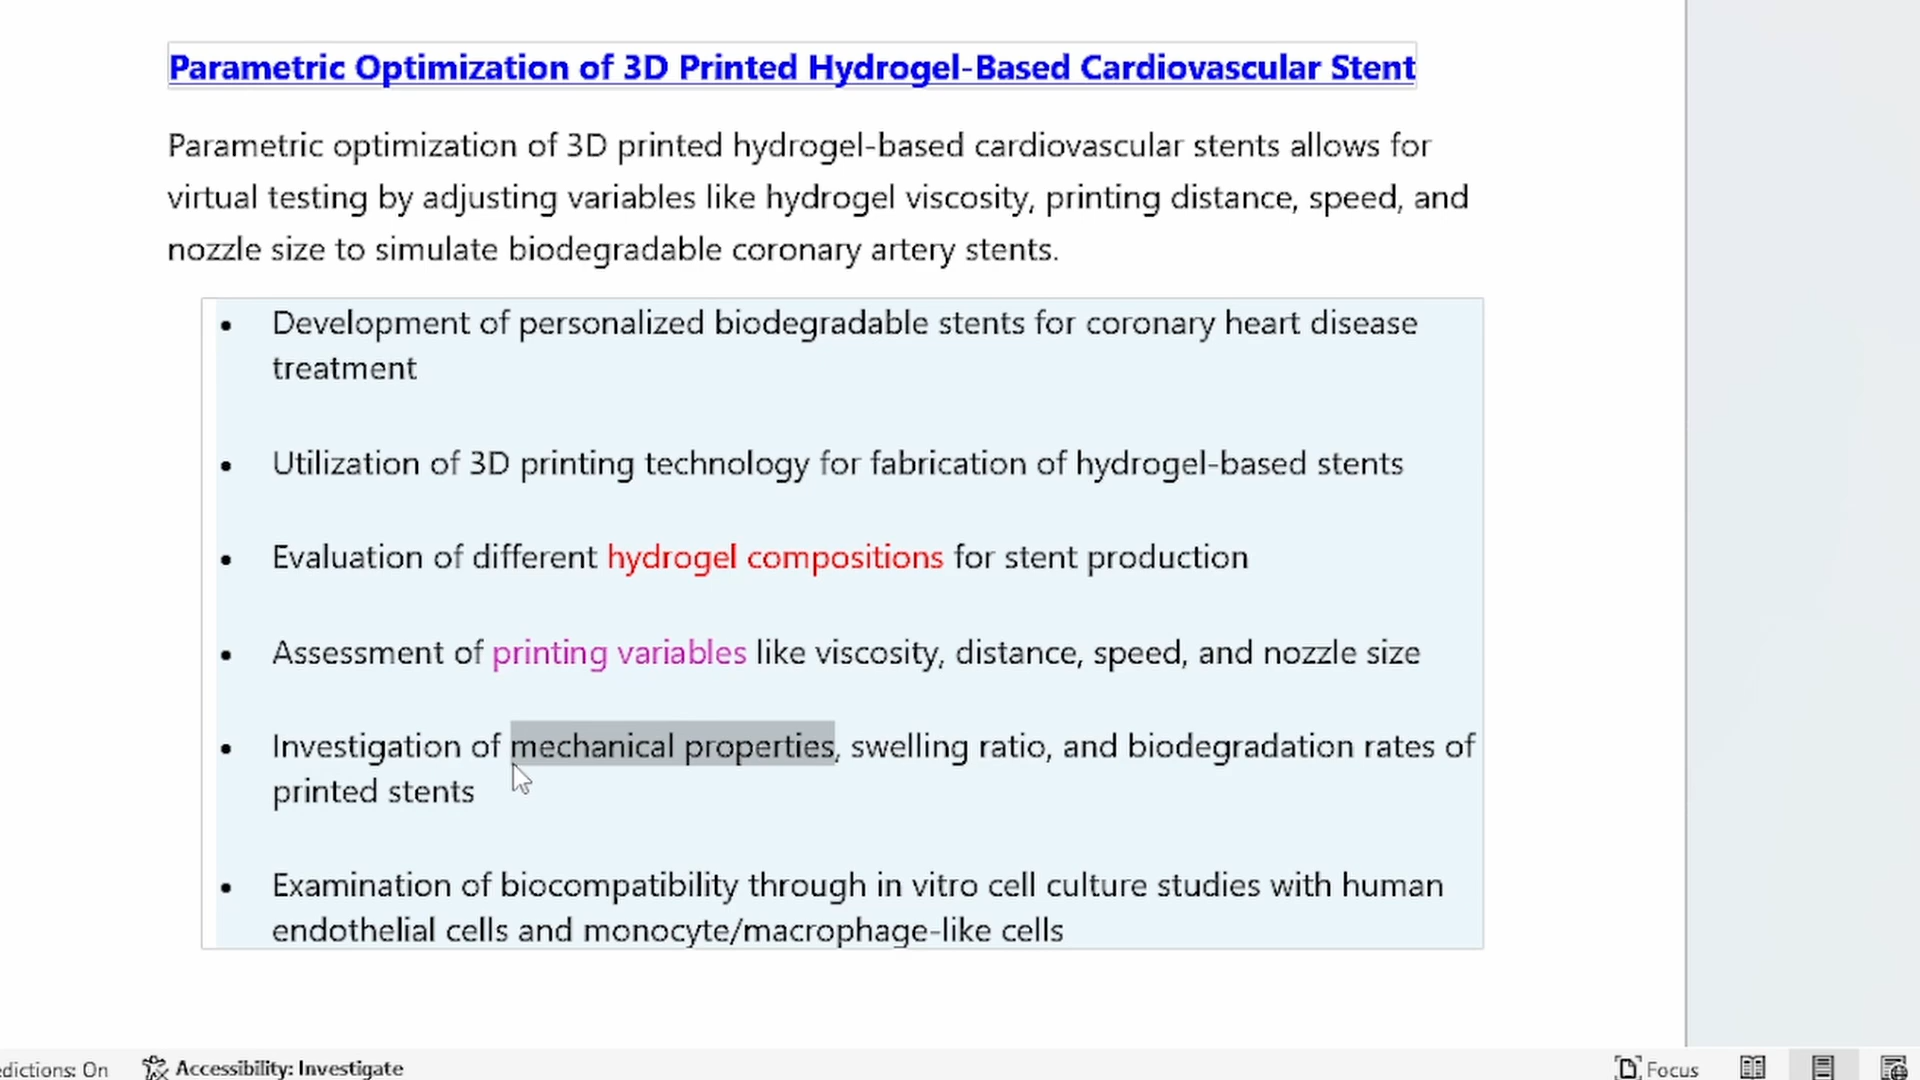 Parametric Optimization of 3D Printed Hydrogel-Based Cardiovascular Stent
Parametric optimization of 3D printed hydrogel-based cardiovascular stents allows for
virtual testing by adjusting variables like hydrogel viscosity, printing distance, speed, and
nozzle size to simulate biodegradable coronary artery stents.
• Development of personalized biodegradable stents for coronary heart disease
treatment
• Utilization of 3D printing technology for fabrication of hydrogel-based stents
• Evaluation of different hydrogel compositions for stent production
• Assessment of printing variables like viscosity, distance, speed, and nozzle size
• Investigation of mechanical properties, swelling ratio, and biodegradation rates of
printed stents
• Examination of biocompatibility through in vitro cell culture studies with human
endothelial cells and monocyte/macrophage-like cells
edictions: On Accessibility: Investigate Focus